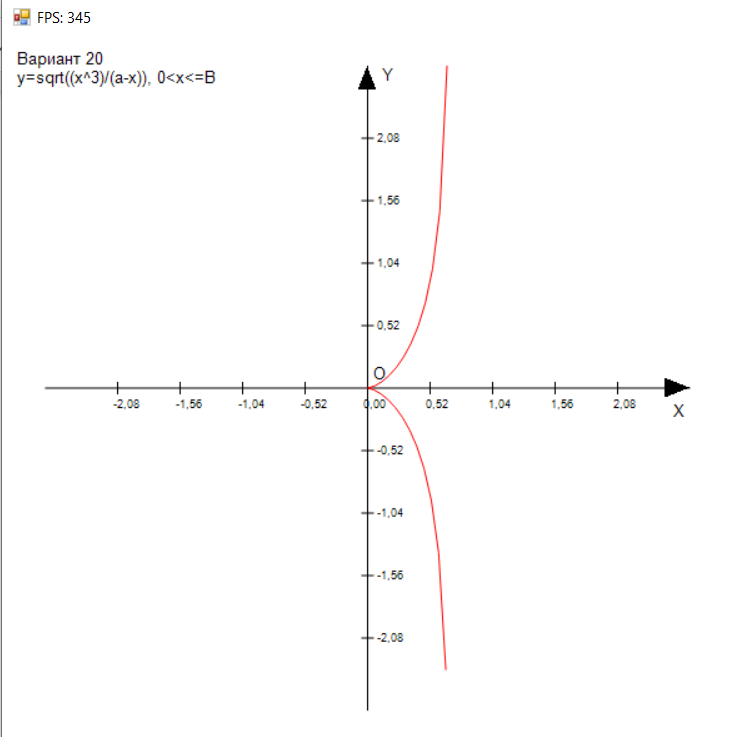 FPS: 345
Вариант 20
y=sqrt((x^3)/(a-x)), 0<x<=B
Y
2,08
1,56
1,04
0,52
O
-2,08 -1,56 -1,04 -0,52 0,00 0,52 1,04 1,56 2,08
X
-0,52
-1,04
-1,56
-2,08